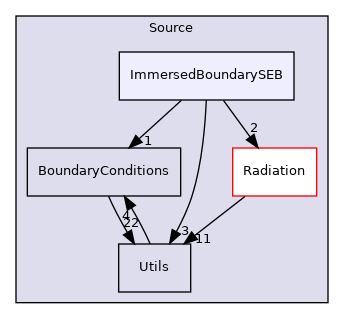 Source
ImmersedBoundarySEB
1
2
BoundaryConditions
Radiation
4
22
3
11
Utils